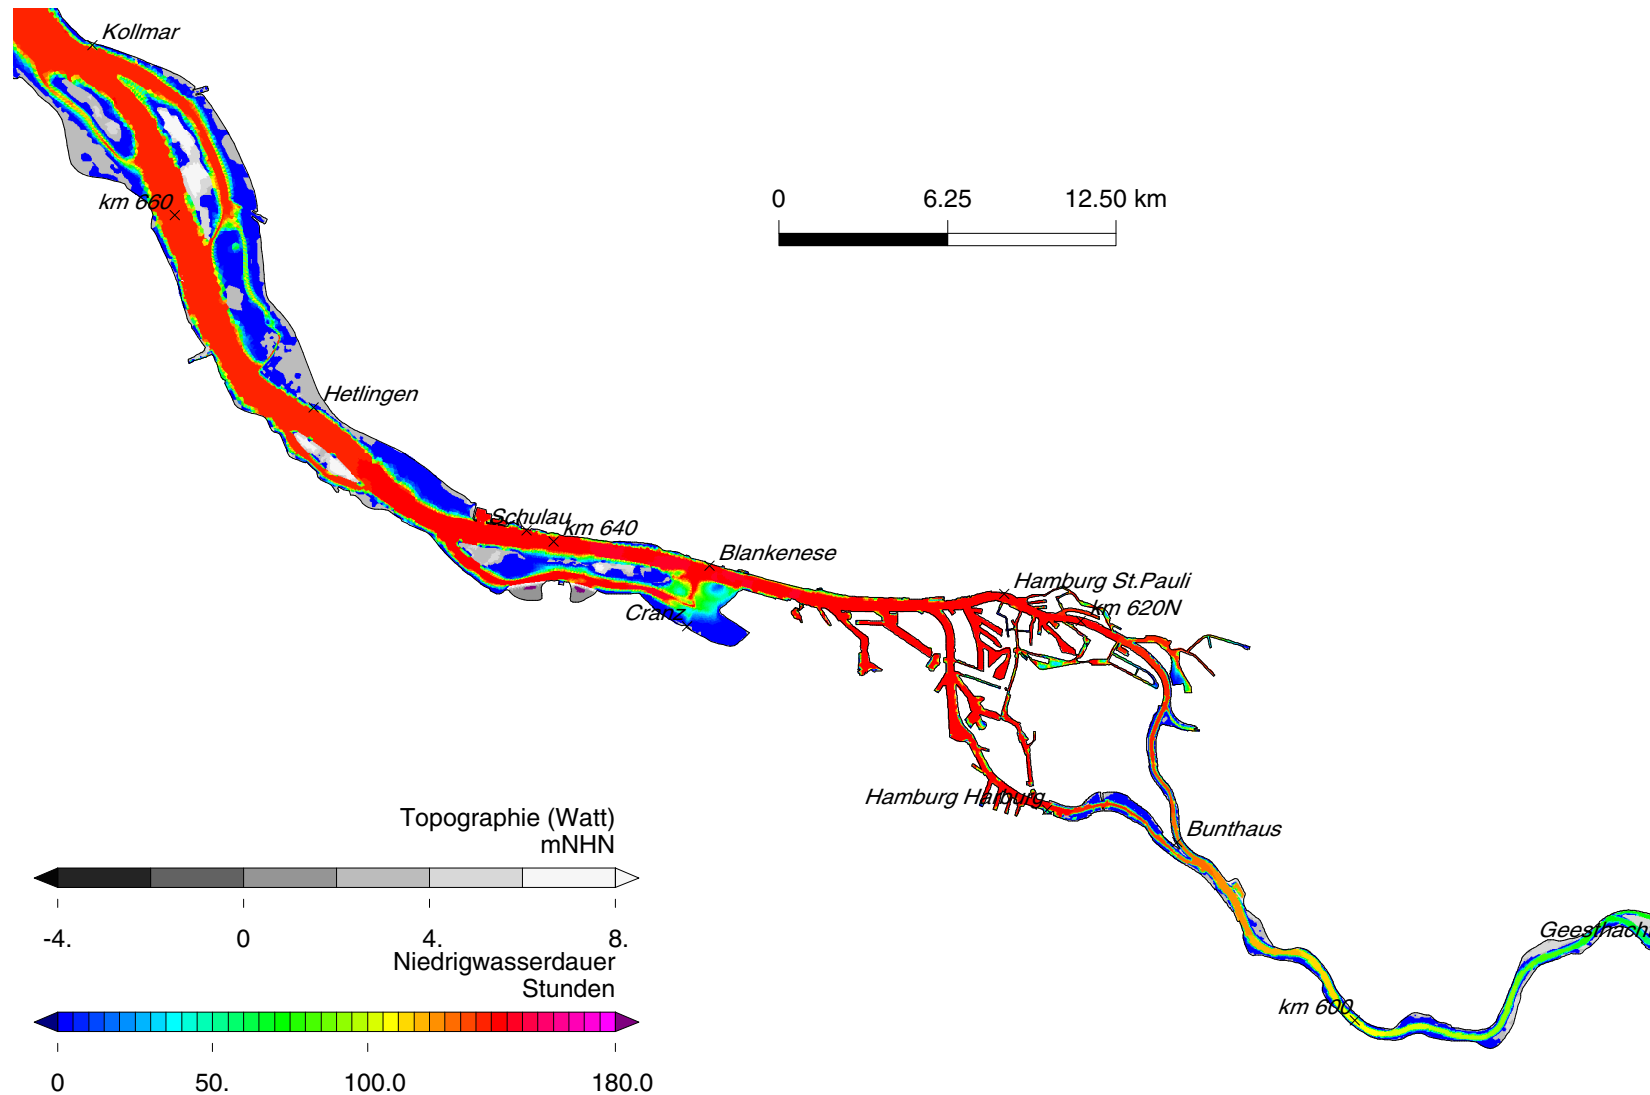 Kollmar
km 660
0 6.25 12.50 km
Hetlingen
Schulau
km 640
Blankenese
Hamburg St.Pauli
km 620N
Cranz
Hamburg Harburg
Bunthaus
Topographie (Watt)
mNHN
-4. 0 4. 8.
Niedrigwasserdauer
Stunden
0 50. 100.0 180.0
Geesthach
km 600